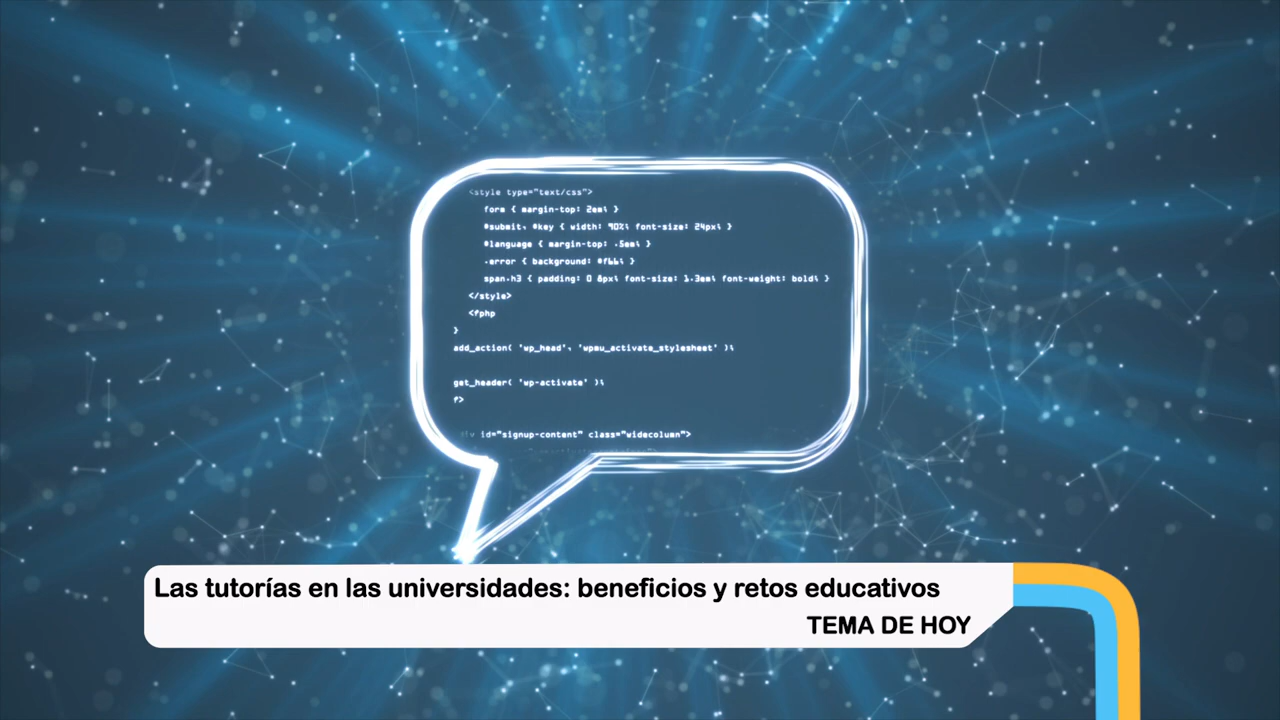 <style type="text/css">
form { margin-top: 2em; }
#submit, #key { width: 90%; font-size: 24px; }
#language { margin-top: .5em; }
.error { background: #f66; }
span.h3 { padding: 0 8px; font-size: 1.3em; font-weight: bold; }
</style>
<?php
}
add_action( 'wp_head', 'wpmu_activate_stylesheet' );
get_header( 'wp-activate' );
?>
div id="signup-content" class="widecolumn">
Las tutorías en las universidades: beneficios y retos educativos
TEMA DE HOY